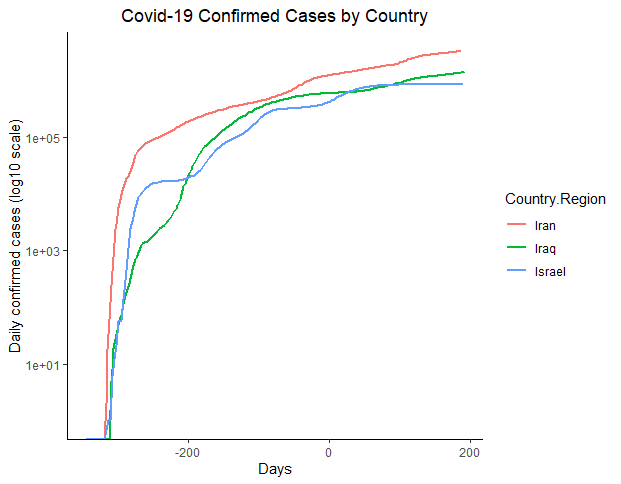 Covid-19 Confirmed Cases by Country
Daily confirmed cases (log10 scale)
1e+05
1e+03
1e+01
-200
0
200
Days
Country.Region
Iran
Iraq
Israel